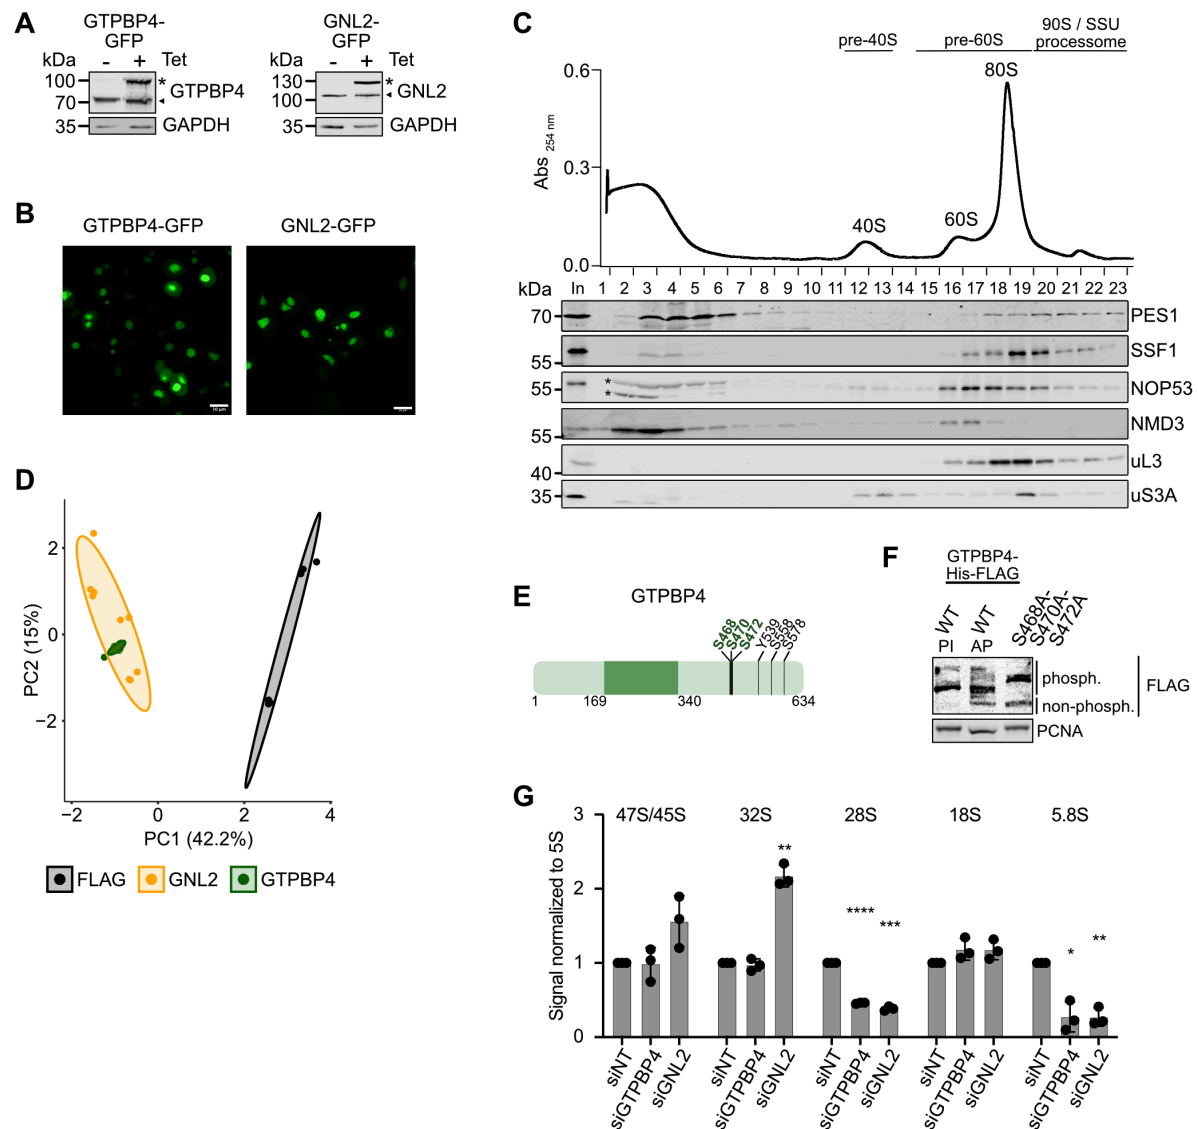 A
GTPBP4-
GFP
kDa - + Tet
100
*
GTPBP4
70
35
GAPDH
GNL2-
GFP
kDa - + Tet
130
*
GNL2
100
35
GAPDH
B
GTPBP4-GFP
GNL2-GFP
10 µm
C
pre-40S
pre-60S
90S / SSU
processome
80S
0.6
0.3
0.0
Abs 254 nm
40S
60S
kDa In 1 2 3 4 5 6 7 8 9 10 11 12 13 14 15 16 17 18 19 20 21 22 23
70 PES1
55 SSF1
55 * * NOP53
55 NMD3
40 uL3
35 uS3A
D
PC2 (15%)
2
0
−2
−2 0 2 4
PC1 (42.2%)
FLAG GNL2 GTPBP4
E
GTPBP4
S468
S470
S472
Y539
S558
S578
1 169 340 634
F
GTPBP4-
His-FLAG
WT
WT
S468A-
S470A-
S472A
PI AP
phosph.
non-phosph.
FLAG
PCNA
G
Signal normalized to 5S
3
2
1
0
47S/45S 32S 28S 18S 5.8S
**
****
***
*
**
siNT siGTPBP4 siGNL2 siNT siGTPBP4 siGNL2 siNT siGTPBP4 siGNL2 siNT siGTPBP4 siGNL2 siNT siGTPBP4 siGNL2